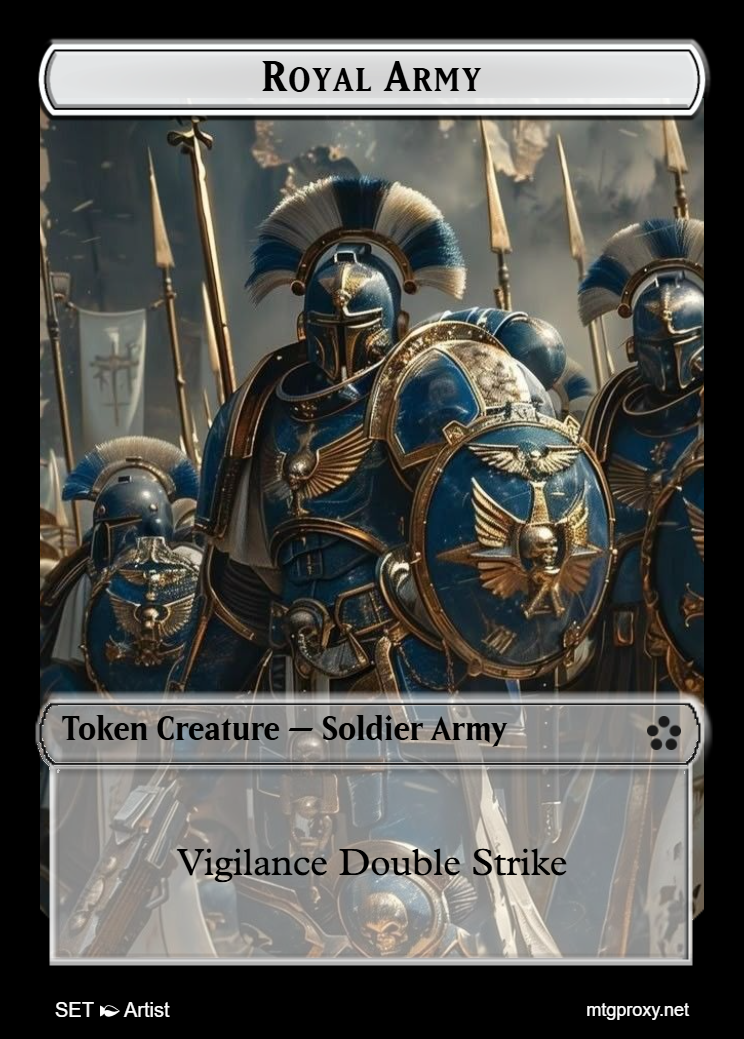 Royal Army
Token Creature — Soldier Army
Vigilance Double Strike
SET Artist
mtgproxy.net